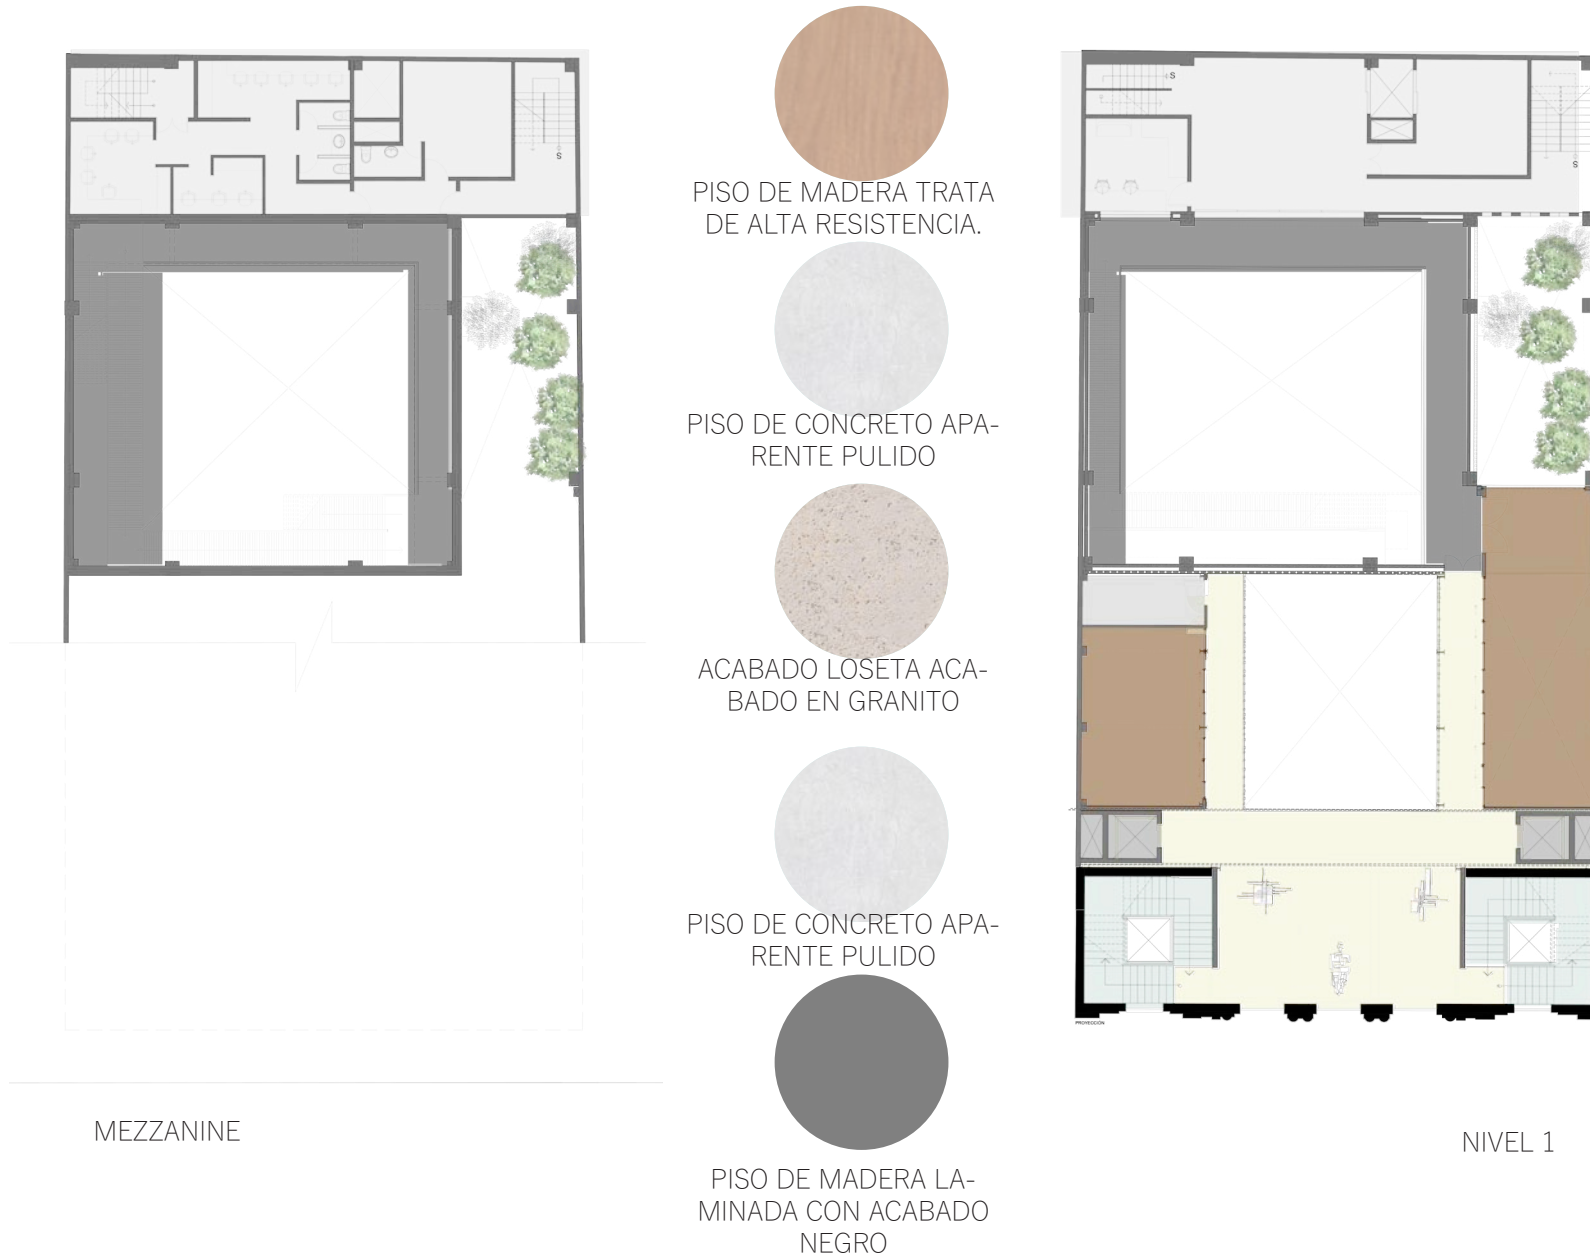 S
S
S
PISO DE MADERA TRATA
DE ALTA RESISTENCIA.
PISO DE CONCRETO APA-
RENTE PULIDO
ACABADO LOSETA ACA-
BADO EN GRANITO
PISO DE CONCRETO APA-
RENTE PULIDO
PISO DE MADERA LA-
MINADA CON ACABADO
NEGRO
MEZZANINE
PROYECCIÓN
NIVEL 1